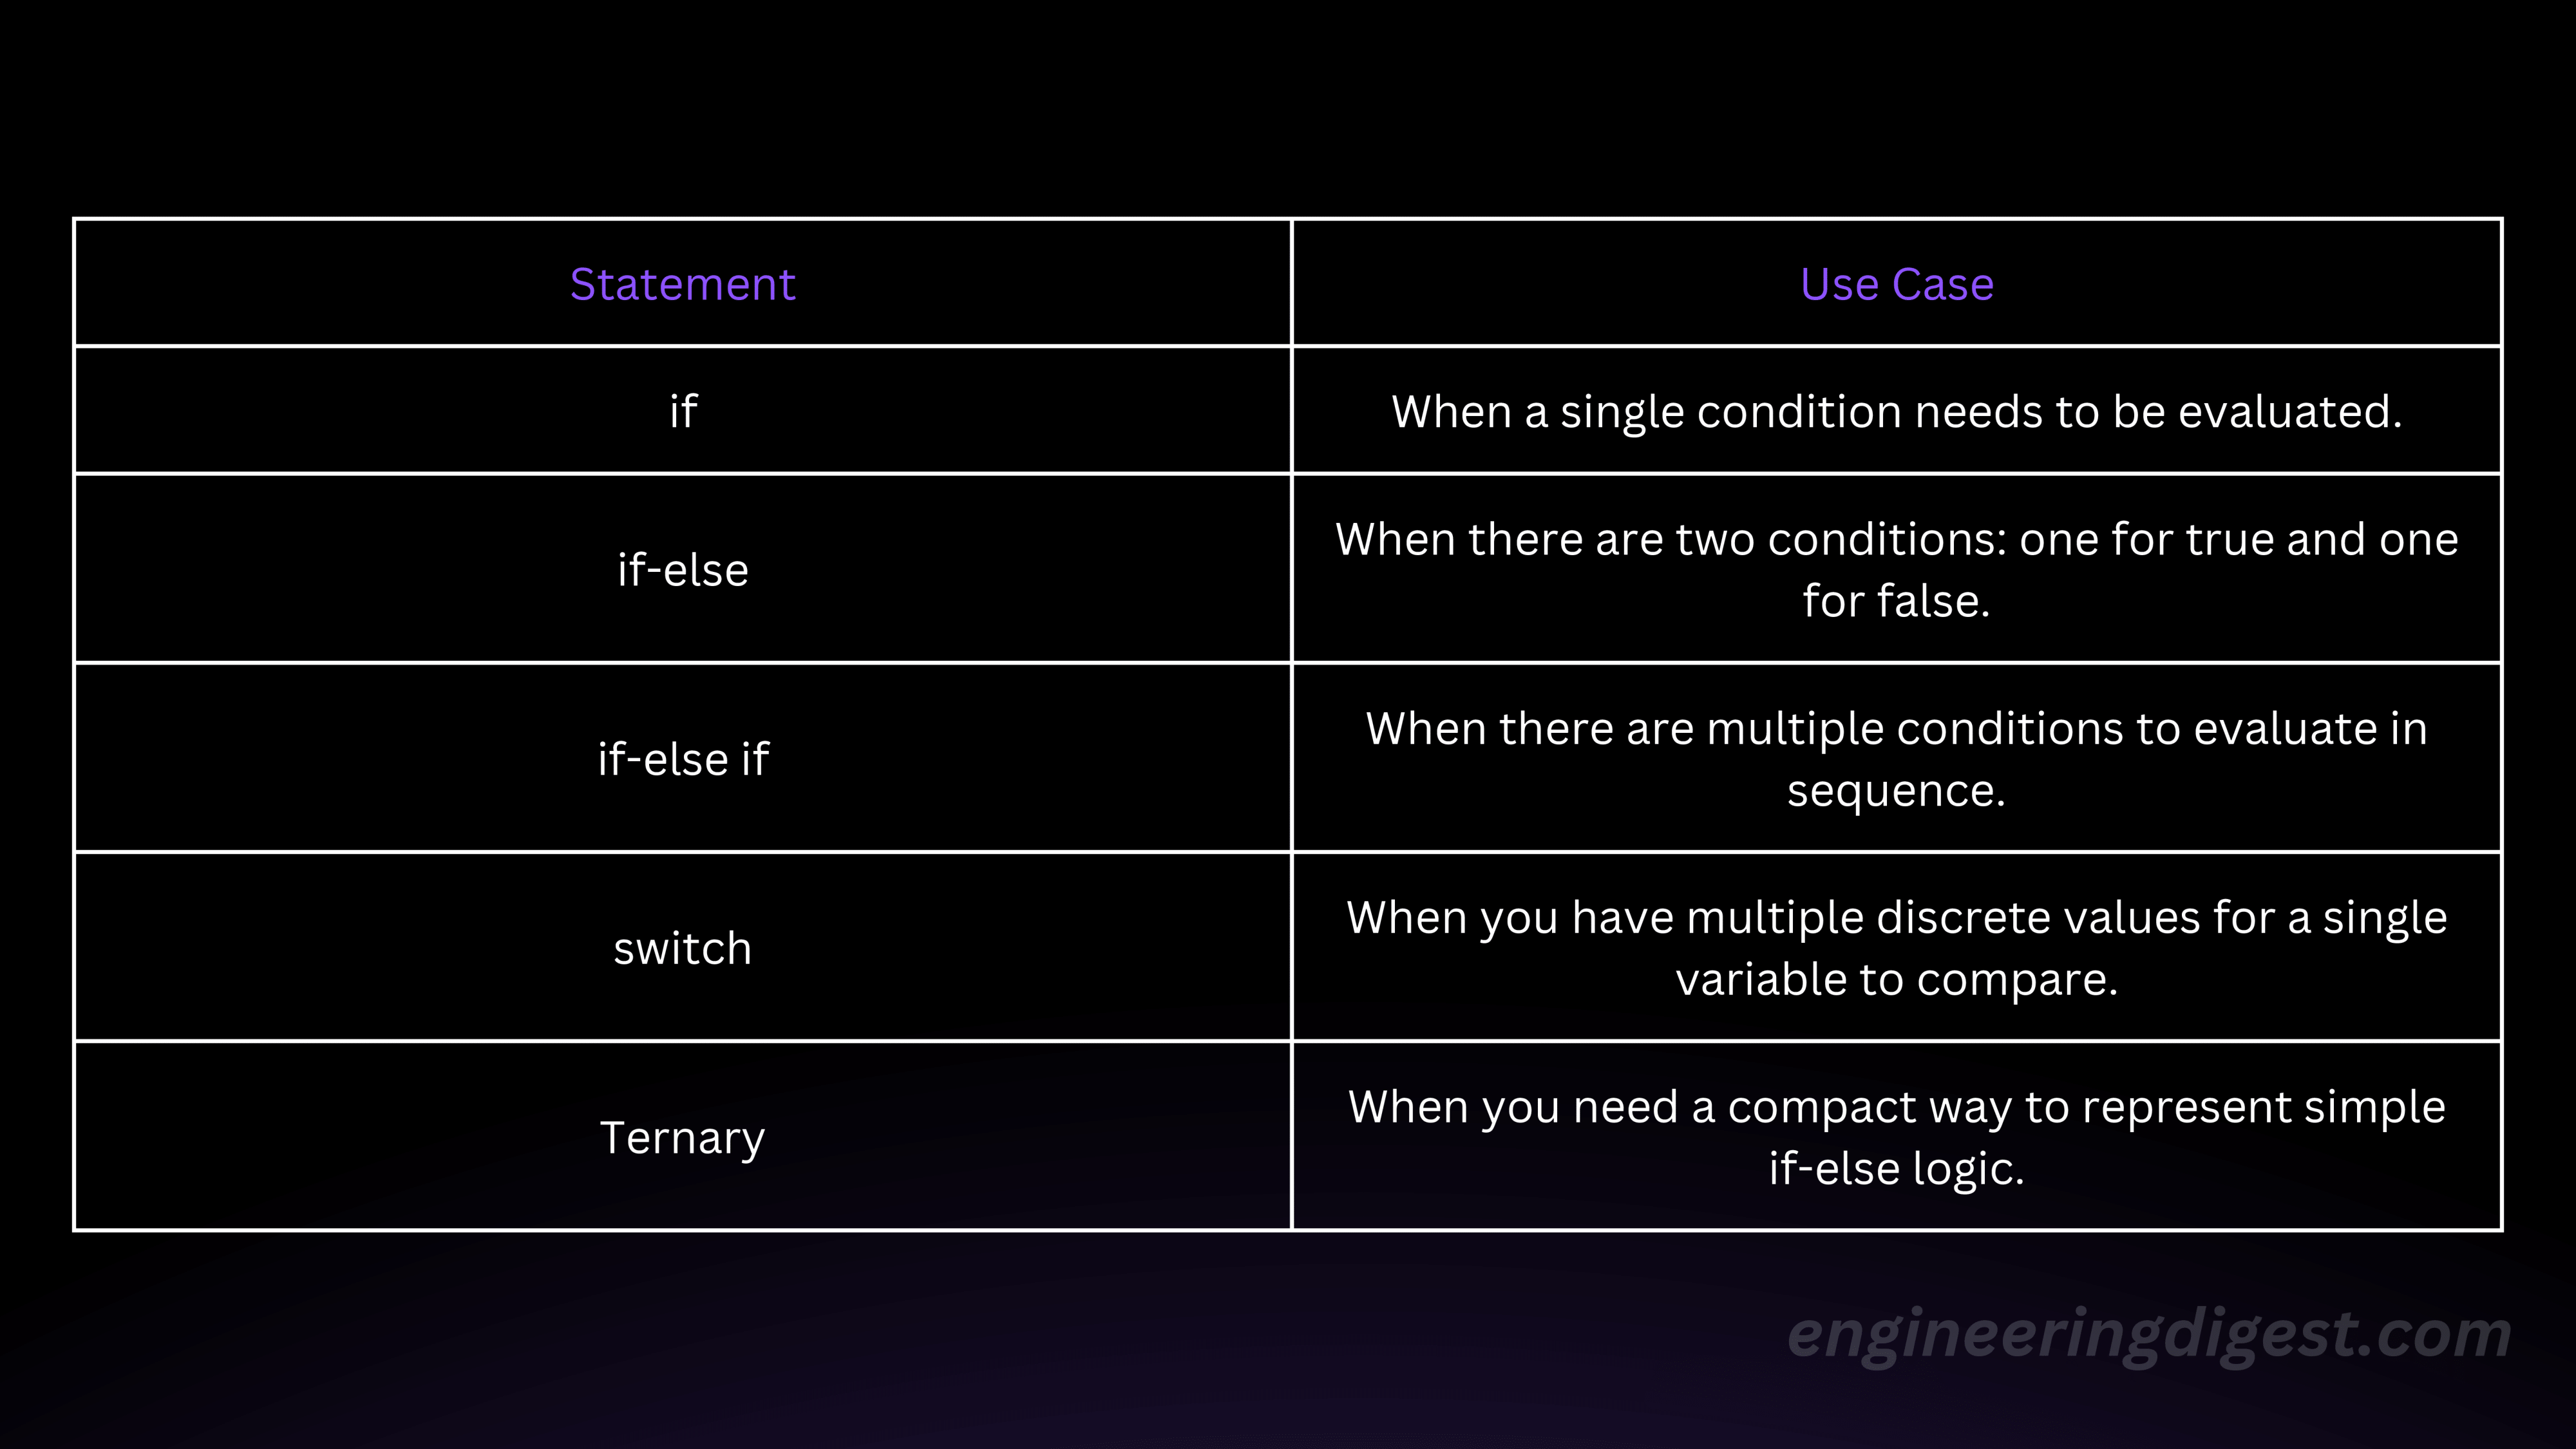 Statement
Use Case
if
When a single condition needs to be evaluated.
if-else
When there are two conditions: one for true and one
for false.
if-else if
When there are multiple conditions to evaluate in
sequence.
switch
When you have multiple discrete values for a single
variable to compare.
Ternary
When you need a compact way to represent simple
if-else logic.
engineeringdigest.com